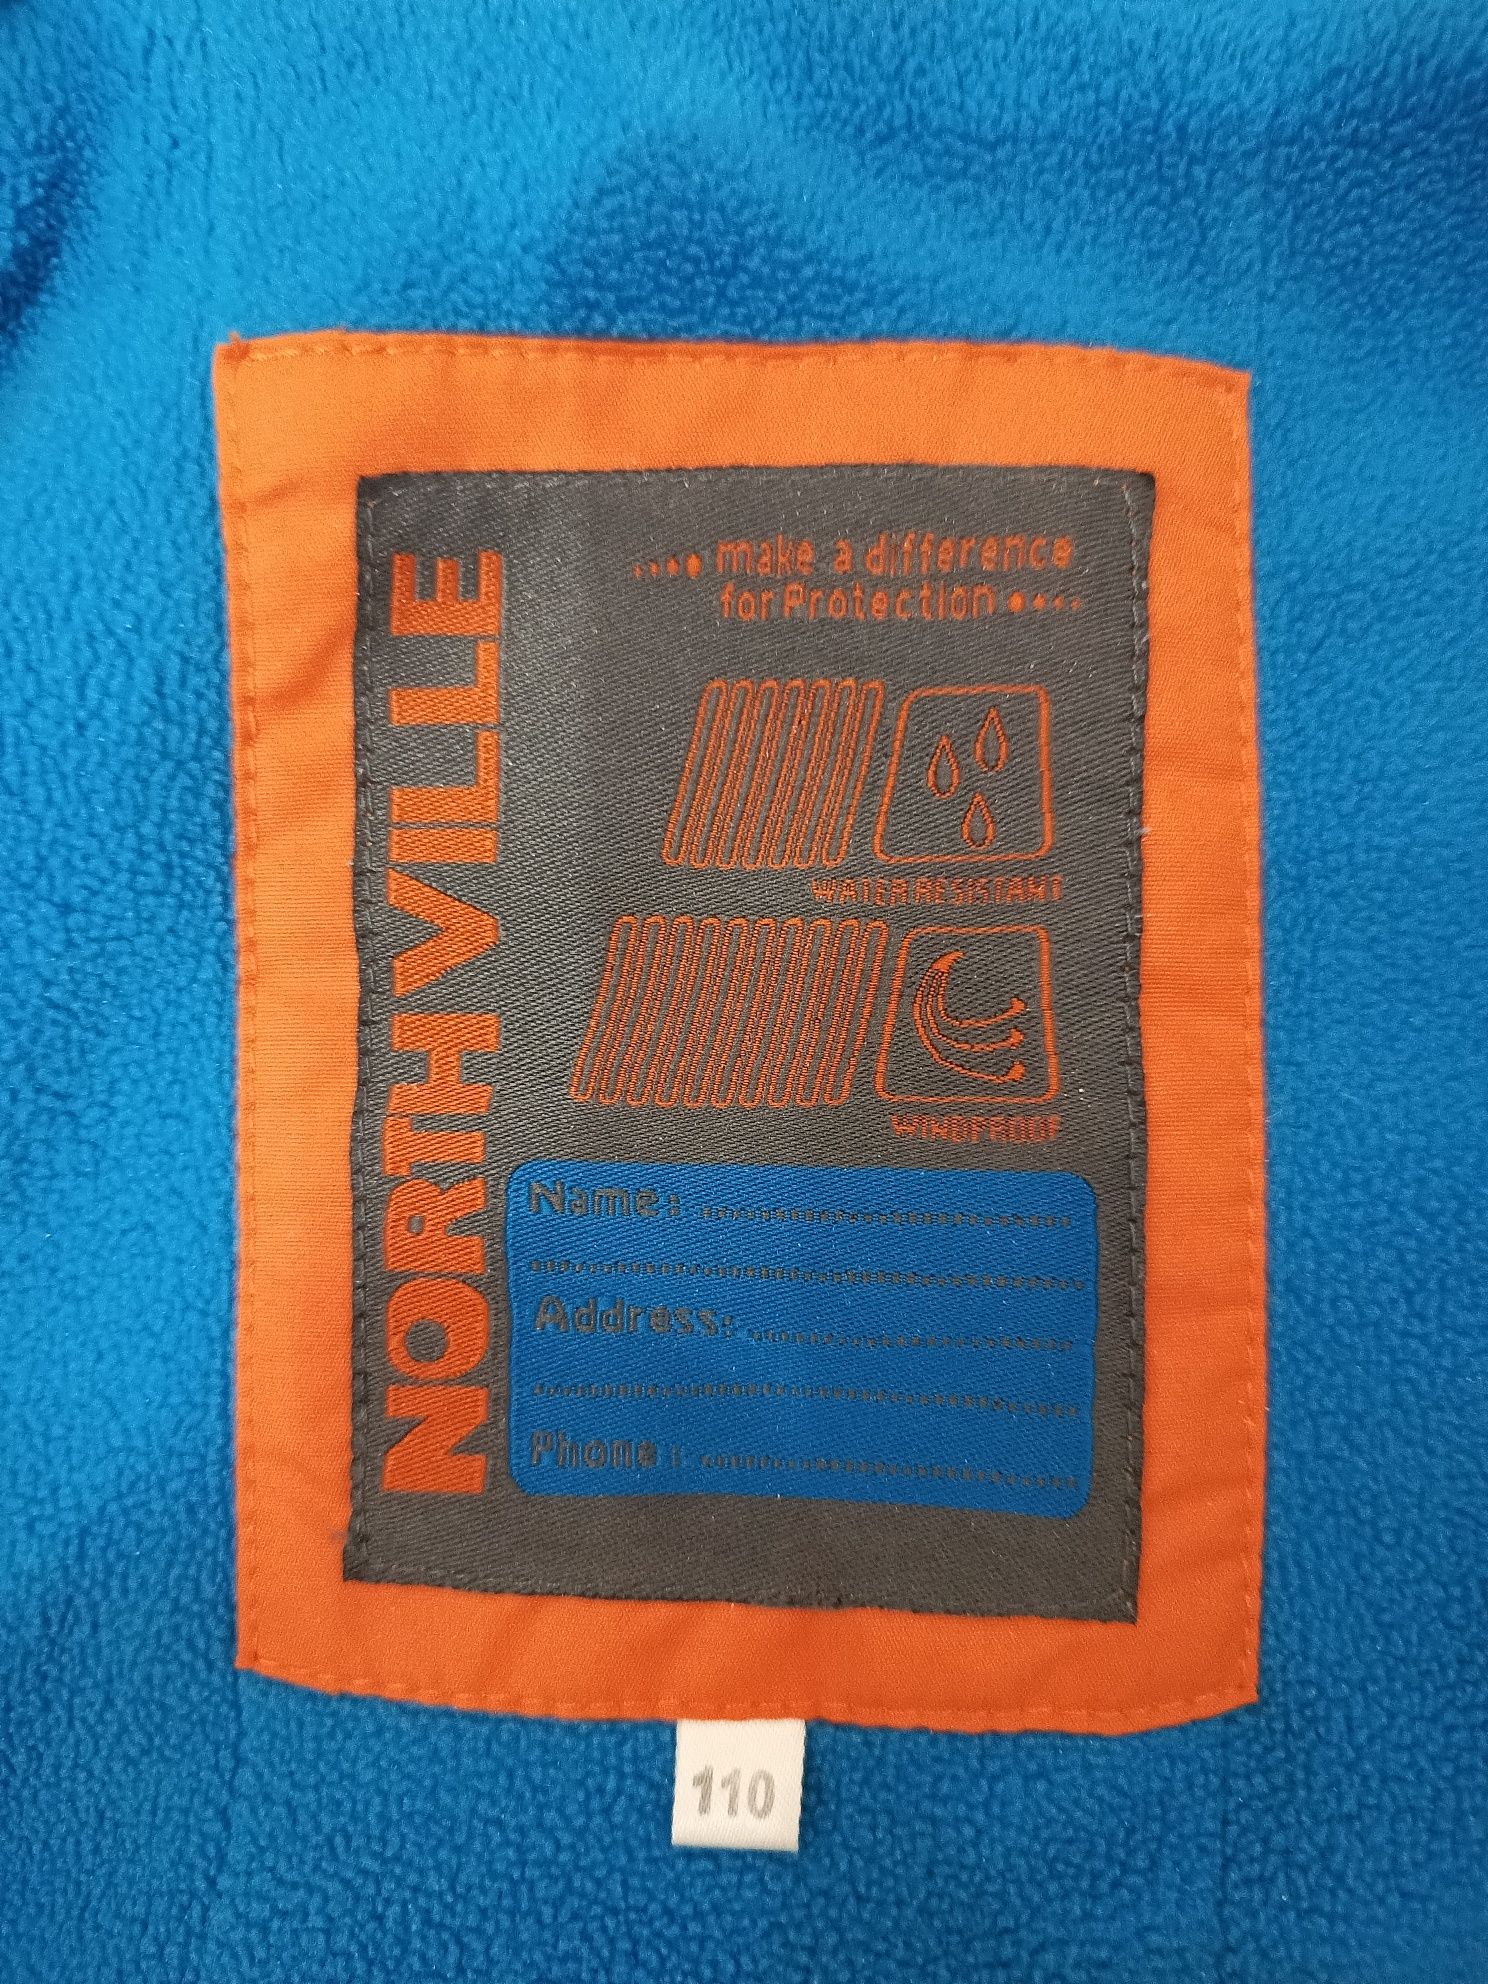 NORTHVILLE
make a difference
for Protection
WATER RESISTANT
WINDPROOF
Name:
Address:
Phone:
110